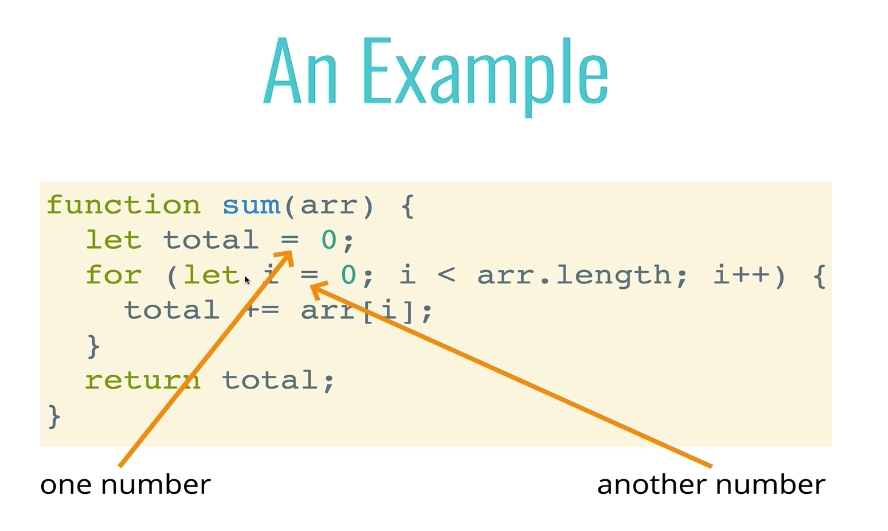 An Example
function sum(arr) {
  let total = 0;
  for (let i = 0; i < arr.length; i++) {
    total += arr[i];
  }
  return total;
}
one number
another number